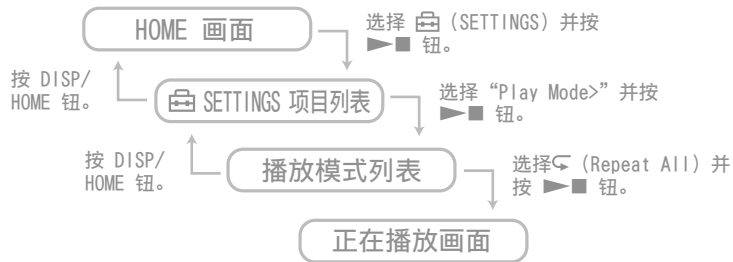 HOME 画面
选择 (SETTINGS) 并按
►■ 钮。
按 DISP/
HOME 钮。
SETTINGS 项目列表
选择“Play Mode>”并按
►■ 钮。
按 DISP/
HOME 钮。
播放模式列表
选择 (Repeat All) 并
按 ►■ 钮。
正在播放画面